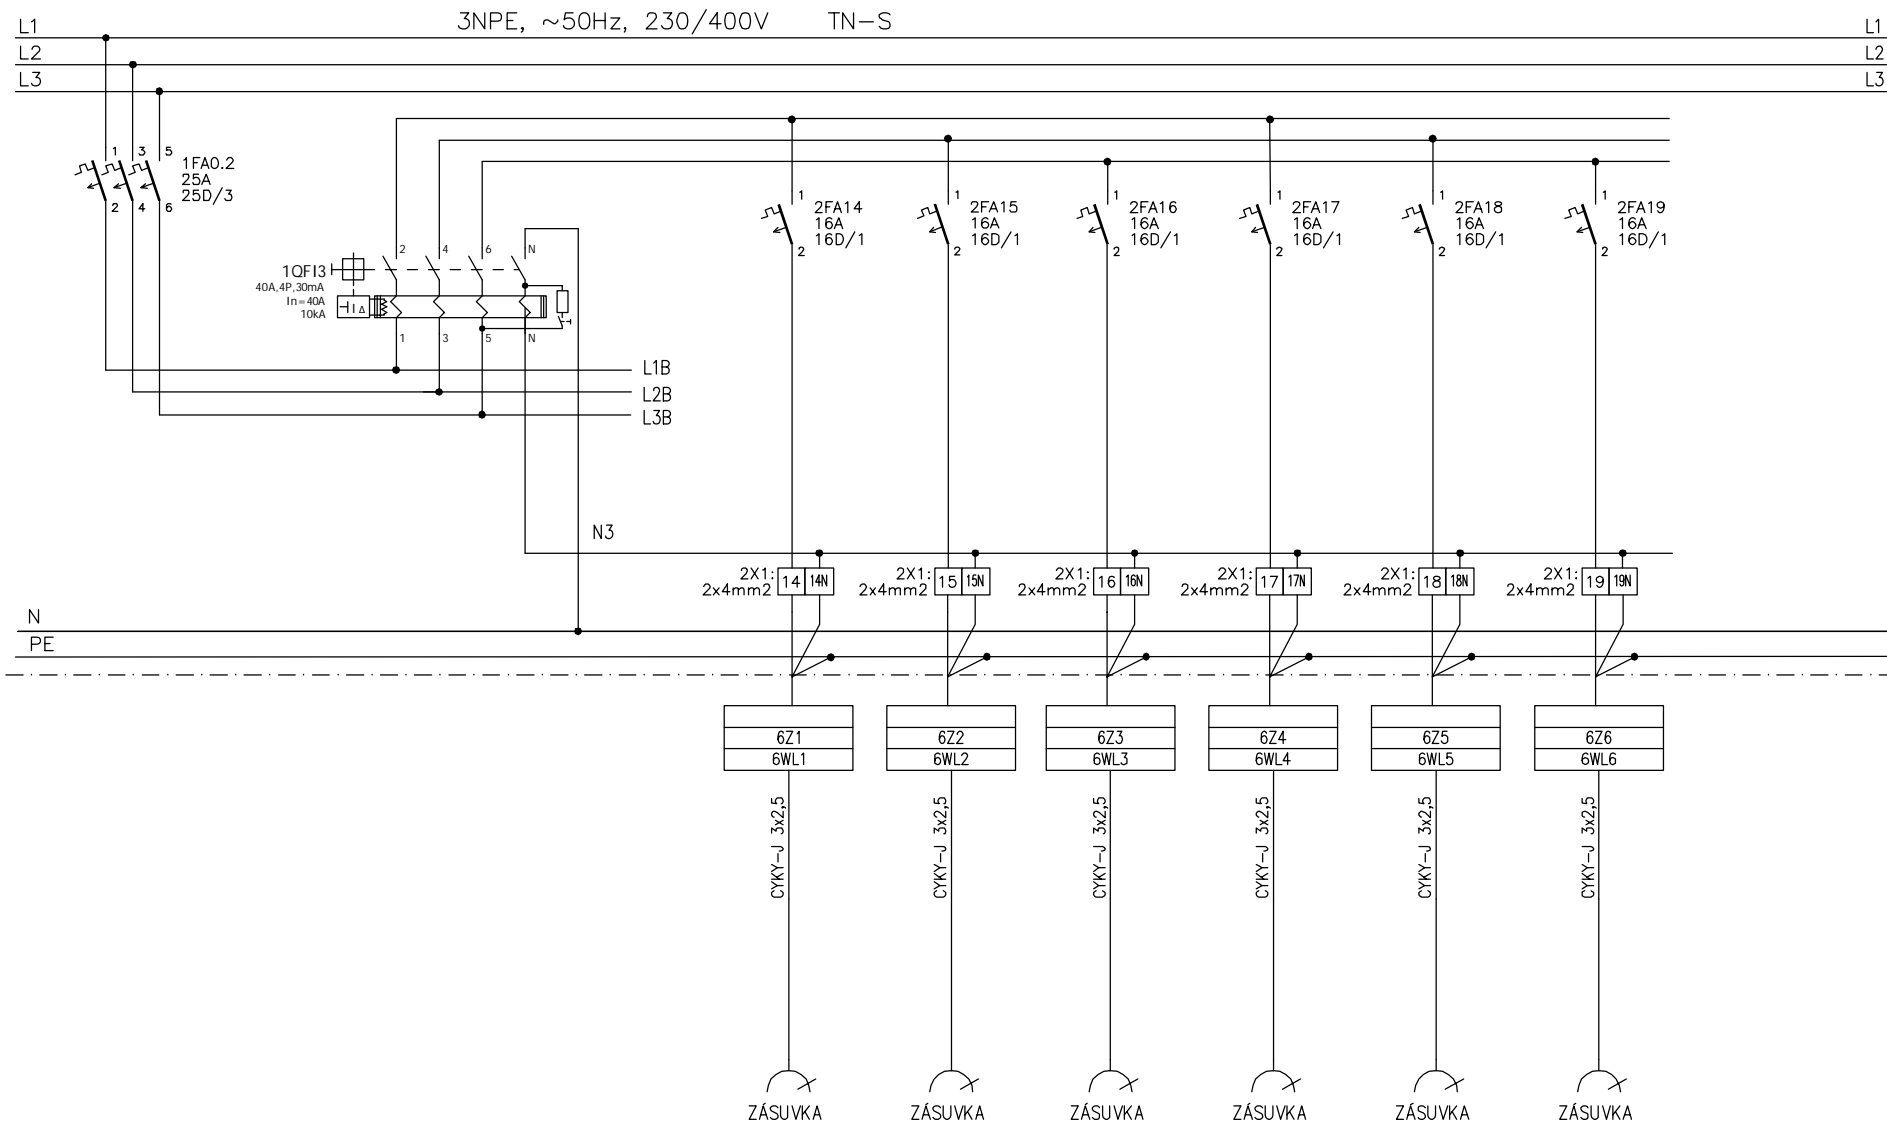 3NPE, ~50Hz, 230/400V TN-S
L1 L1
L2 L2
L3 L3
1 3 5
1FA0.2
25A
25D/3
2 4 6
1 1 1 1 1 1
2FA14 2FA15 2FA16 2FA17 2FA18 2FA19
16A 16A 16A 16A 16A 16A
16D/1 16D/1 16D/1 16D/1 16D/1 16D/1
2 2 2 2 2 2
2 4 6 N
1QFI3
40A,4P,30mA
In=40A
10kA
I Δ
1 3 5 N
L1B
L2B
L3B
N3
2X1: 14 14N 2X1: 15 15N 2X1: 16 16N 2X1: 17 17N 2X1: 18 18N 2X1: 19 19N
2x4mm2 2x4mm2 2x4mm2 2x4mm2 2x4mm2 2x4mm2
N
PE
6Z1 6Z2 6Z3 6Z4 6Z5 6Z6
6WL1 6WL2 6WL3 6WL4 6WL5 6WL6
CYKY-J 3x2,5 CYKY-J 3x2,5 CYKY-J 3x2,5 CYKY-J 3x2,5 CYKY-J 3x2,5 CYKY-J 3x2,5
ZÁSUVKA ZÁSUVKA ZÁSUVKA ZÁSUVKA ZÁSUVKA ZÁSUVKA